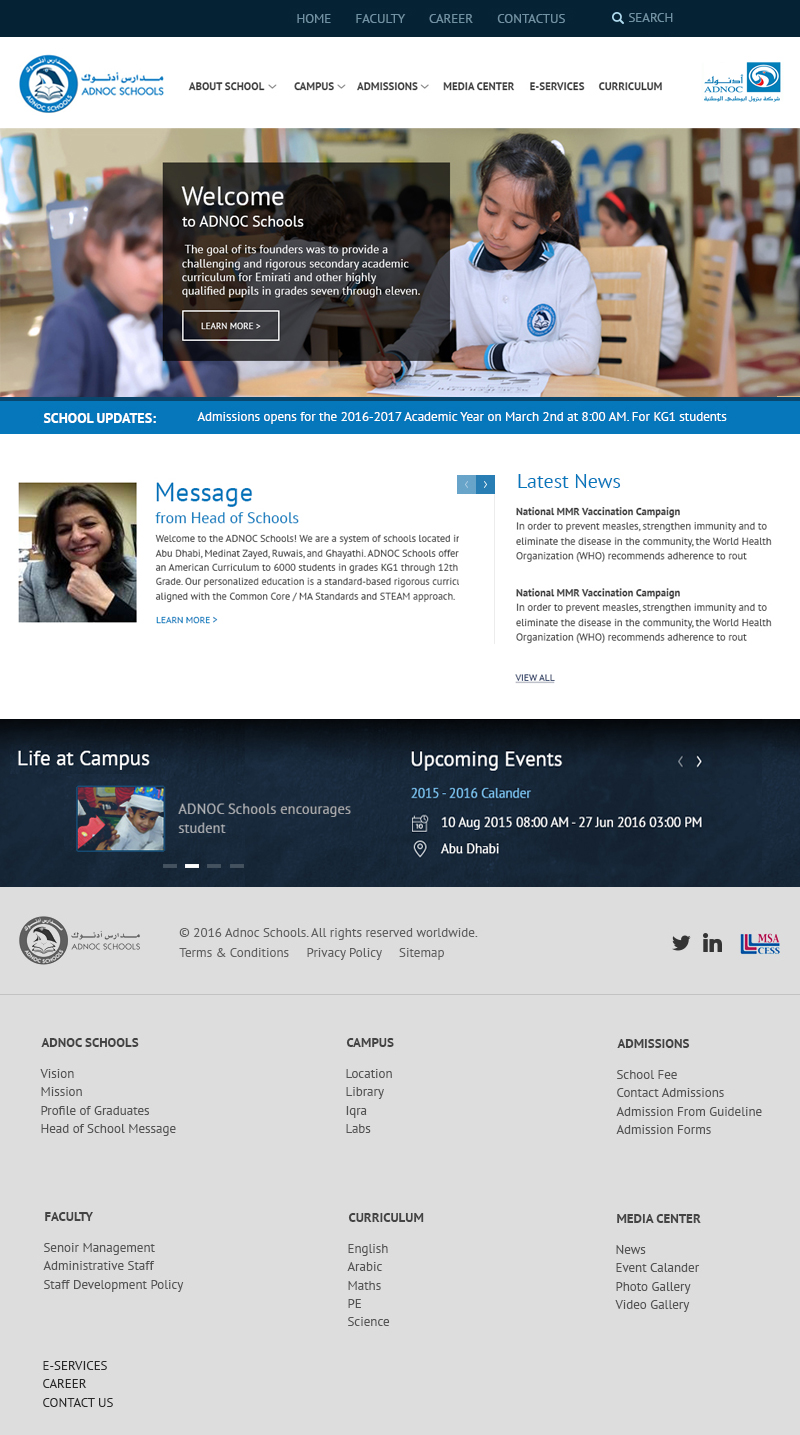 HOME FACULTY CAREER CONTACTUS SEARCH
مـــدارس أدنـــوك
ADNOC SCHOOLS
ABOUT SCHOOL CAMPUS ADMISSIONS MEDIA CENTER E-SERVICES CURRICULUM
أدنـــوك
ADNOC
شركة بترول أبوظبي الوطنية
Welcome
to ADNOC Schools
The goal of its founders was to provide a
challenging and rigorous secondary academic
curriculum for Emirati and other highly
qualified pupils in grades seven through eleven.
LEARN MORE >
SCHOOL UPDATES: Admissions opens for the 2016-2017 Academic Year on March 2nd at 8:00 AM. For KG1 students
Message
from Head of Schools
Welcome to the ADNOC Schools! We are a system of schools located in
Abu Dhabi, Medinat Zayed, Ruwais, and Ghayathi. ADNOC Schools offer
an American Curriculum to 6000 students in grades KG1 through 12th
Grade. Our personalized education is a standard-based rigorous curricu
aligned with the Common Core / MA Standards and STEAM approach.
LEARN MORE >
Latest News
National MMR Vaccination Campaign
In order to prevent measles, strengthen immunity and to
eliminate the disease in the community, the World Health
Organization (WHO) recommends adherence to rout
National MMR Vaccination Campaign
In order to prevent measles, strengthen immunity and to
eliminate the disease in the community, the World Health
Organization (WHO) recommends adherence to rout
VIEW ALL
Life at Campus
ADNOC Schools encourages
student
Upcoming Events
2015 - 2016 Calander
10 Aug 2015 08:00 AM - 27 Jun 2016 03:00 PM
Abu Dhabi
مـــدارس أدنـــوك
ADNOC SCHOOLS
© 2016 Adnoc Schools. All rights reserved worldwide.
Terms & Conditions Privacy Policy Sitemap
MSA
CESS
ADNOC SCHOOLS
Vision
Mission
Profile of Graduates
Head of School Message
CAMPUS
Location
Library
Iqra
Labs
ADMISSIONS
School Fee
Contact Admissions
Admission From Guideline
Admission Forms
FACULTY
Senoir Management
Administrative Staff
Staff Development Policy
CURRICULUM
English
Arabic
Maths
PE
Science
MEDIA CENTER
News
Event Calander
Photo Gallery
Video Gallery
E-SERVICES
CAREER
CONTACT US